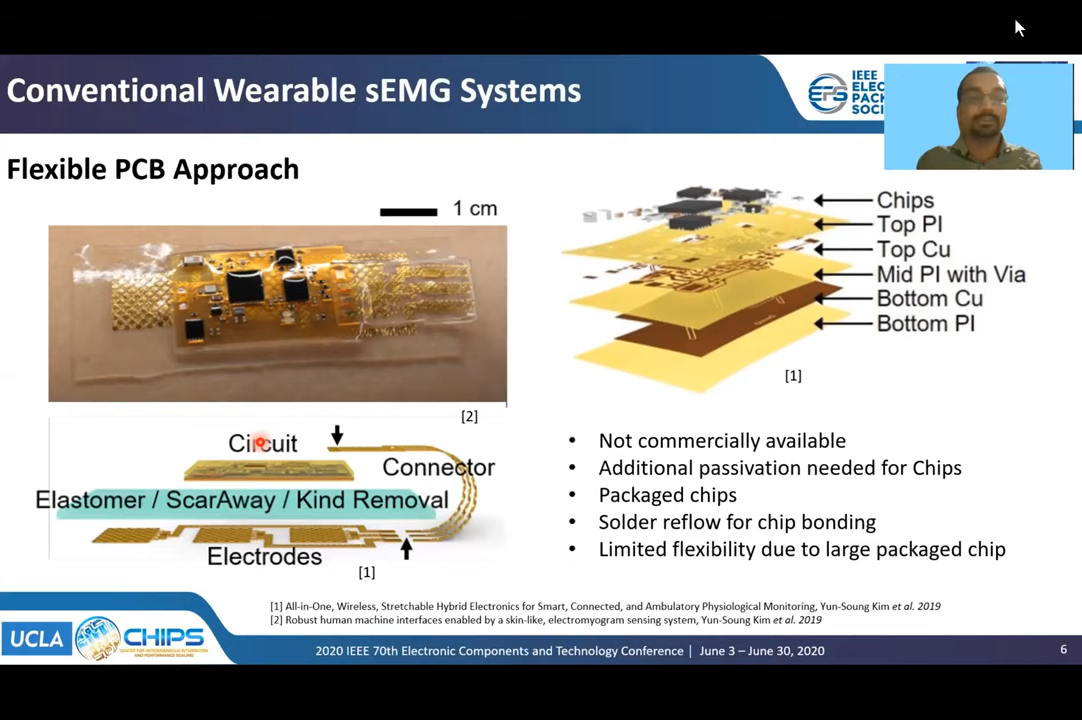 Conventional Wearable sEMG Systems
EPS
IEEE
ELEC
PACK
SOCI
Flexible PCB Approach
1 cm
[2]
Circuit
Connector
Elastomer / ScarAway / Kind Removal
Electrodes
[1]
Chips
Top PI
Top Cu
Mid PI with Via
Bottom Cu
Bottom PI
[1]
• Not commercially available
• Additional passivation needed for Chips
• Packaged chips
• Solder reflow for chip bonding
• Limited flexibility due to large packaged chip
[1] All-in-One, Wireless, Stretchable Hybrid Electronics for Smart, Connected, and Ambulatory Physiological Monitoring, Yun-Soung Kim et al. 2019
[2] Robust human machine interfaces enabled by a skin-like, electromyogram sensing system, Yun-Soung Kim et al. 2019
UCLA
CHIPS
CENTER FOR HETEROGENEOUS INTEGRATION
AND PERFORMANCE SCALING
2020 IEEE 70th Electronic Components and Technology Conference | June 3 – June 30, 2020
6